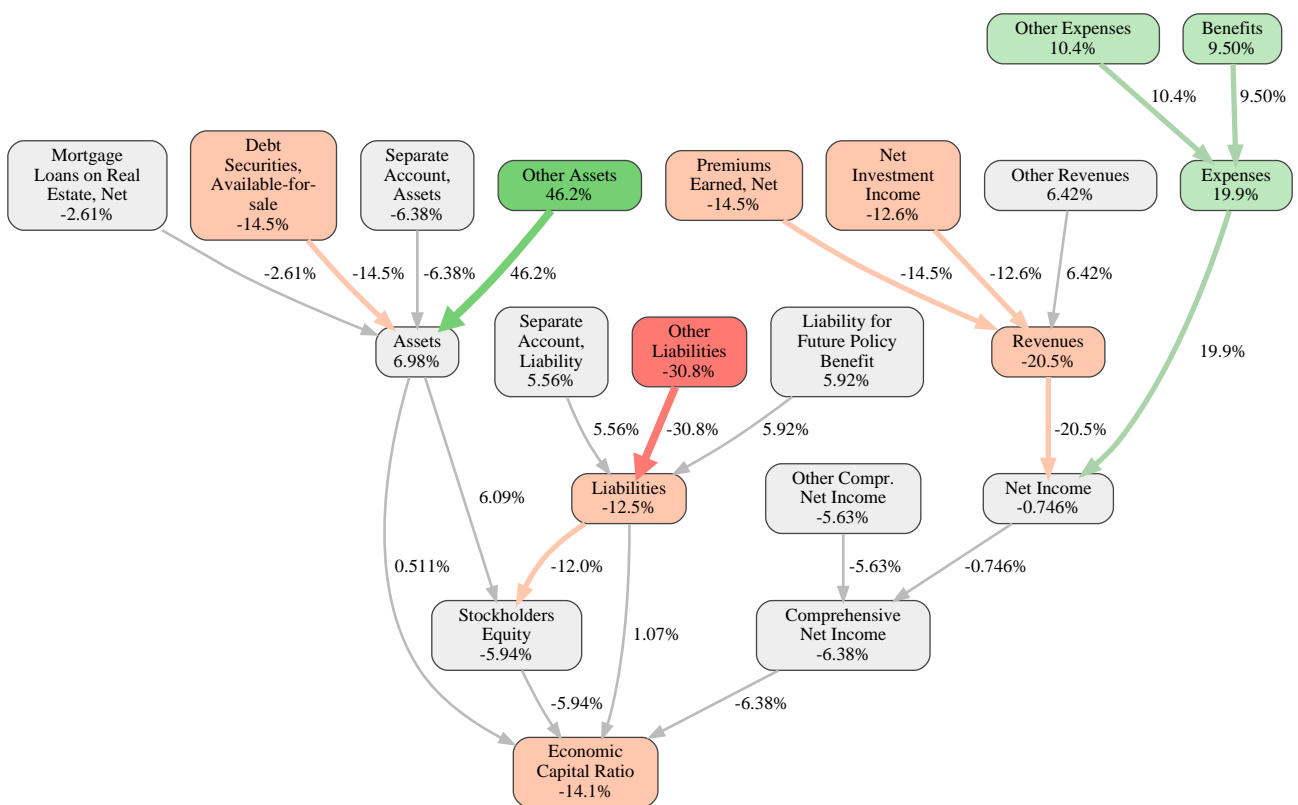 Other Expenses
10.4%
Benefits
9.50%
10.4%
9.50%
Mortgage
Loans on Real
Estate, Net
-2.61%
Debt
Securities,
Available-for-
sale
-14.5%
Separate
Account,
Assets
-6.38%
Other Assets
46.2%
Premiums
Earned, Net
-14.5%
Net
Investment
Income
-12.6%
Other Revenues
6.42%
Expenses
19.9%
-2.61%
-14.5%
-6.38%
46.2%
-14.5%
-12.6%
6.42%
Assets
6.98%
Separate
Account,
Liability
5.56%
Other
Liabilities
-30.8%
Liability for
Future Policy
Benefit
5.92%
Revenues
-20.5%
19.9%
5.56%
-30.8%
5.92%
-20.5%
6.09%
Liabilities
-12.5%
Other Compr.
Net Income
-5.63%
Net Income
-0.746%
0.511%
-12.0%
-5.63%
-0.746%
Stockholders
Equity
-5.94%
1.07%
Comprehensive
Net Income
-6.38%
-5.94%
-6.38%
Economic
Capital Ratio
-14.1%